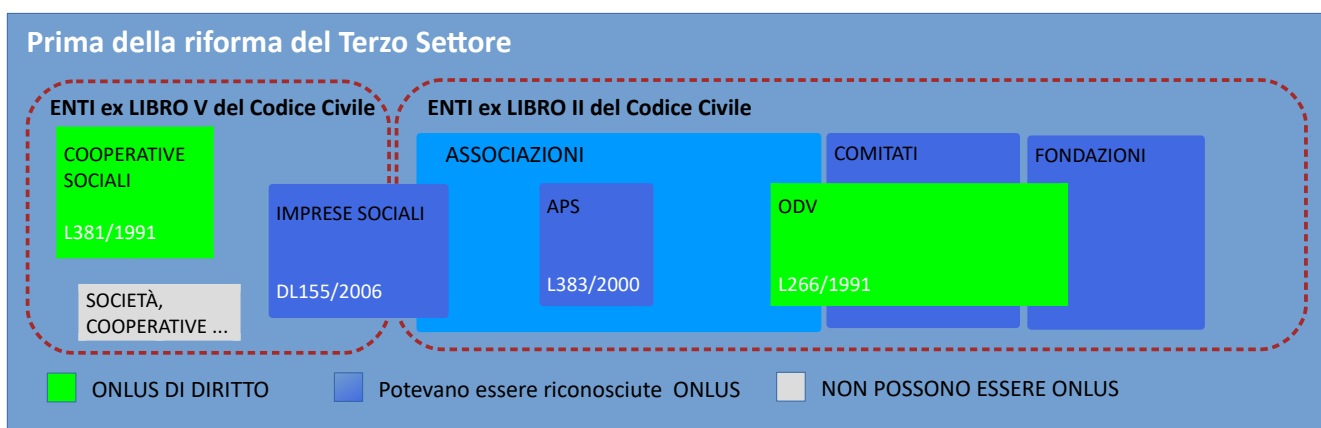 Prima della riforma del Terzo Settore
ENTI ex LIBRO V del Codice Civile
COOPERATIVE
SOCIALI
L381/1991
IMPRESE SOCIALI
DL155/2006
SOCIETÀ,
COOPERATIVE ...
ENTI ex LIBRO II del Codice Civile
ASSOCIAZIONI
APS
L383/2000
COMITATI
FONDAZIONI
ODV
L266/1991
ONLUS DI DIRITTO
Potevano essere riconosciute ONLUS
NON POSSONO ESSERE ONLUS